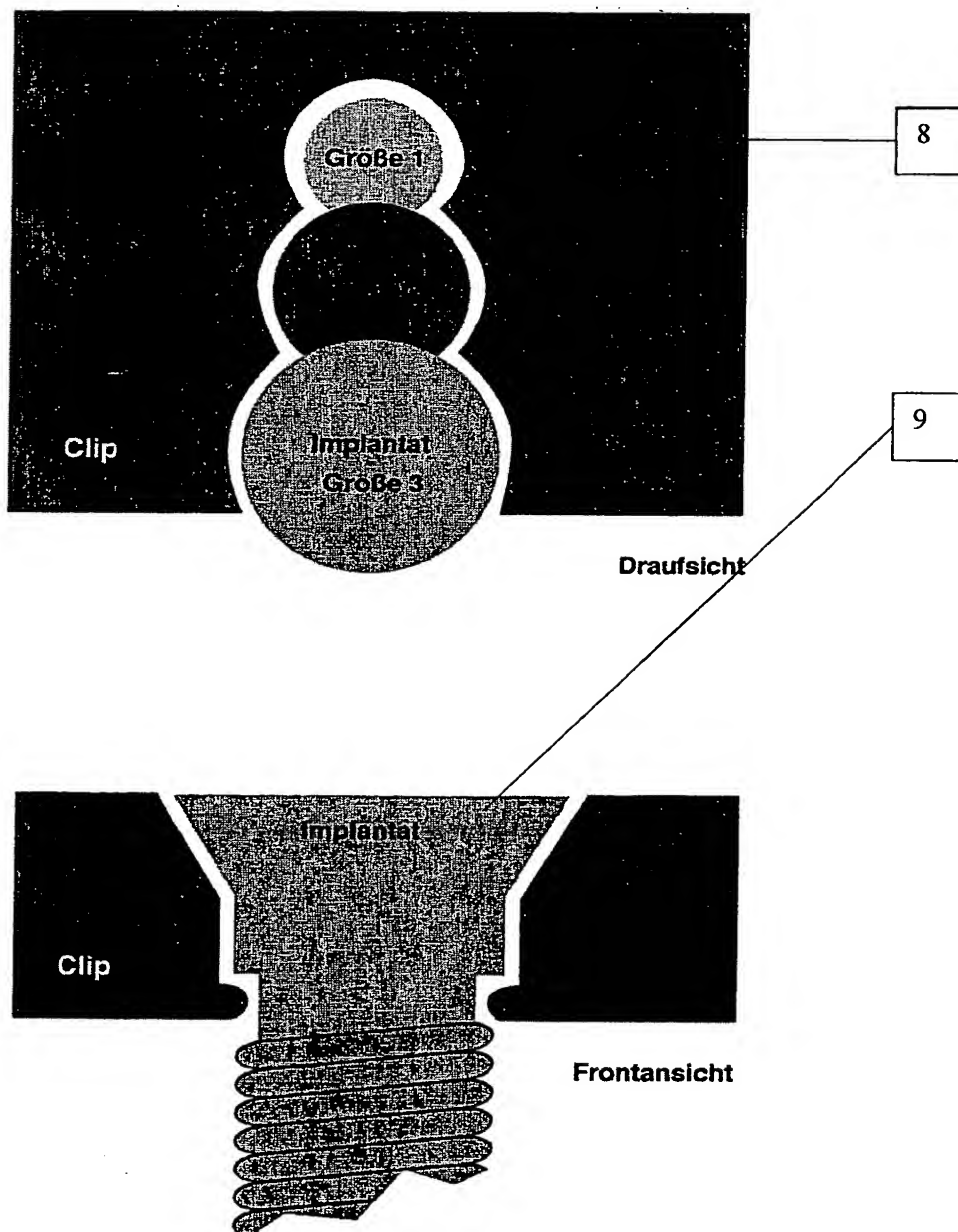 8
Größe 1
Implantat
Größe 3
Clip
9
Draufsicht
Implantat
Clip
Frontansicht